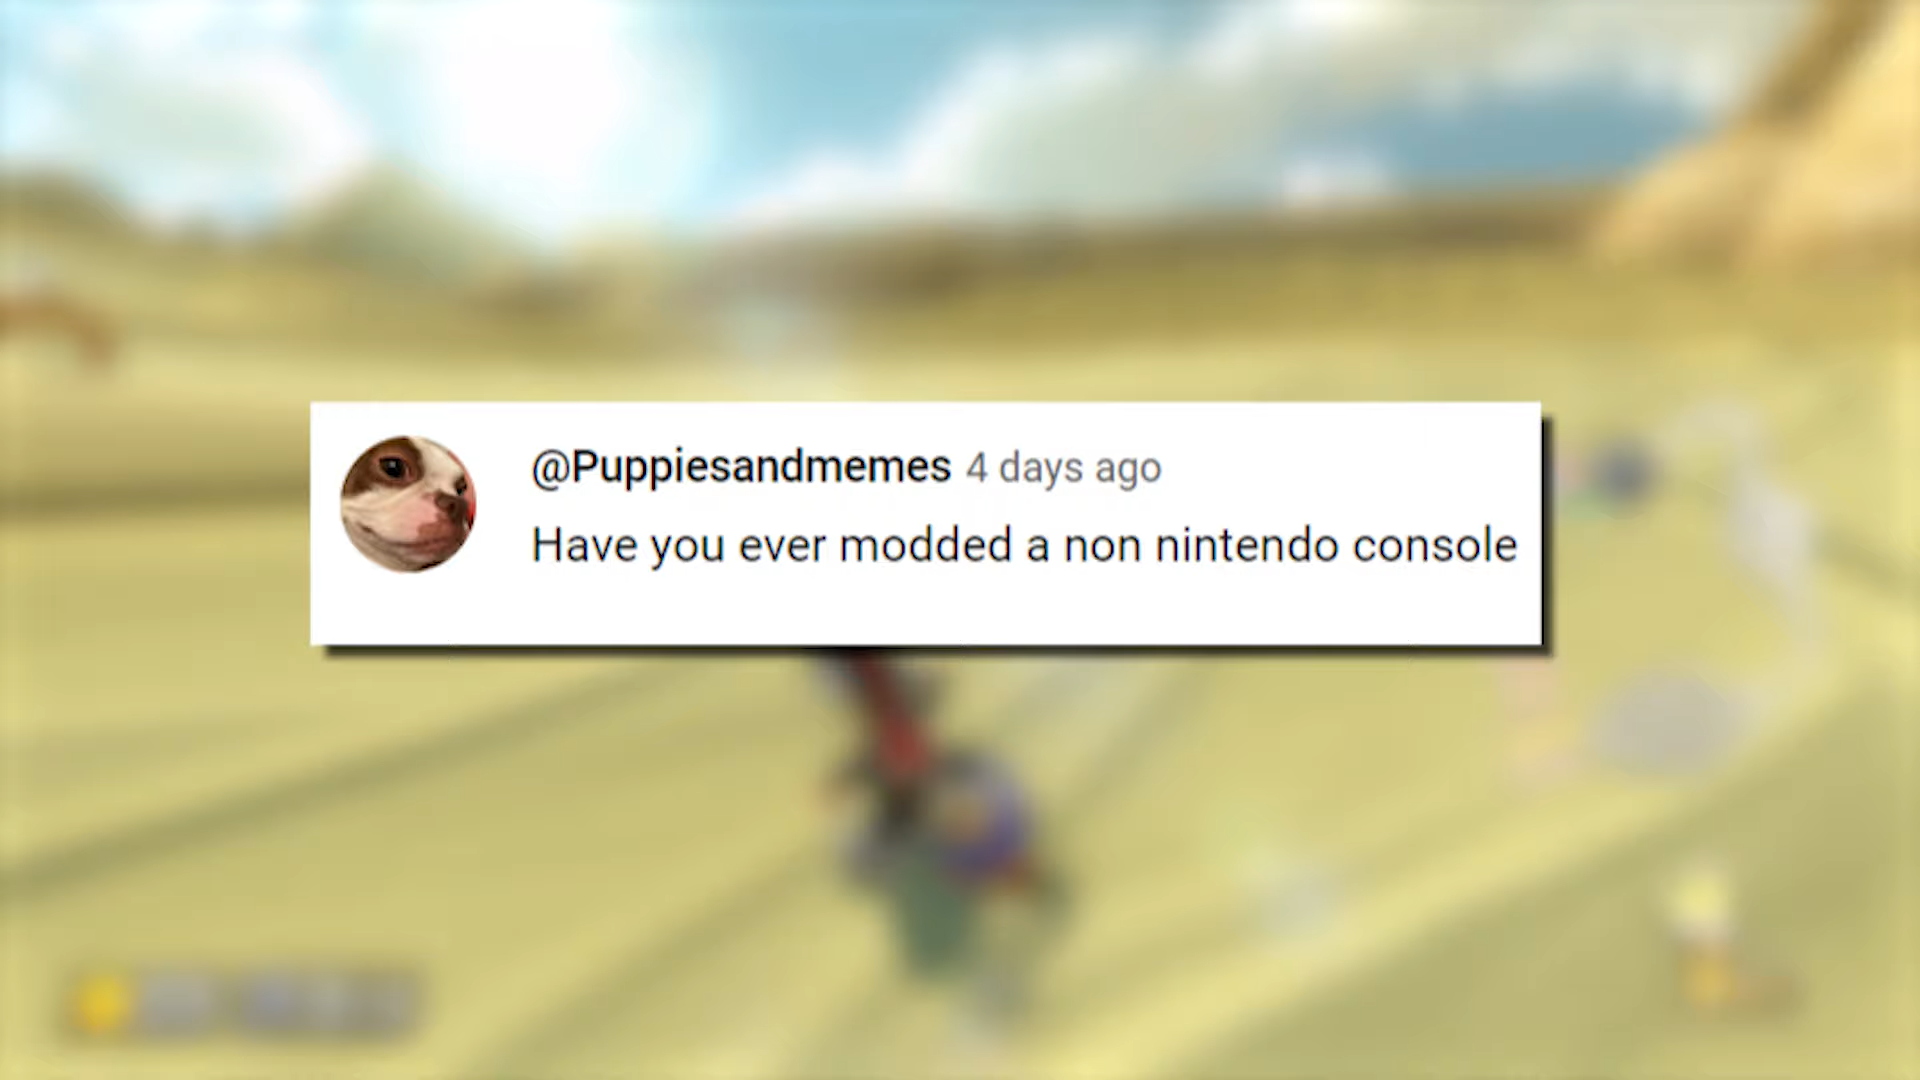 @Puppiesandmemes 4 days ago
Have you ever modded a non nintendo console